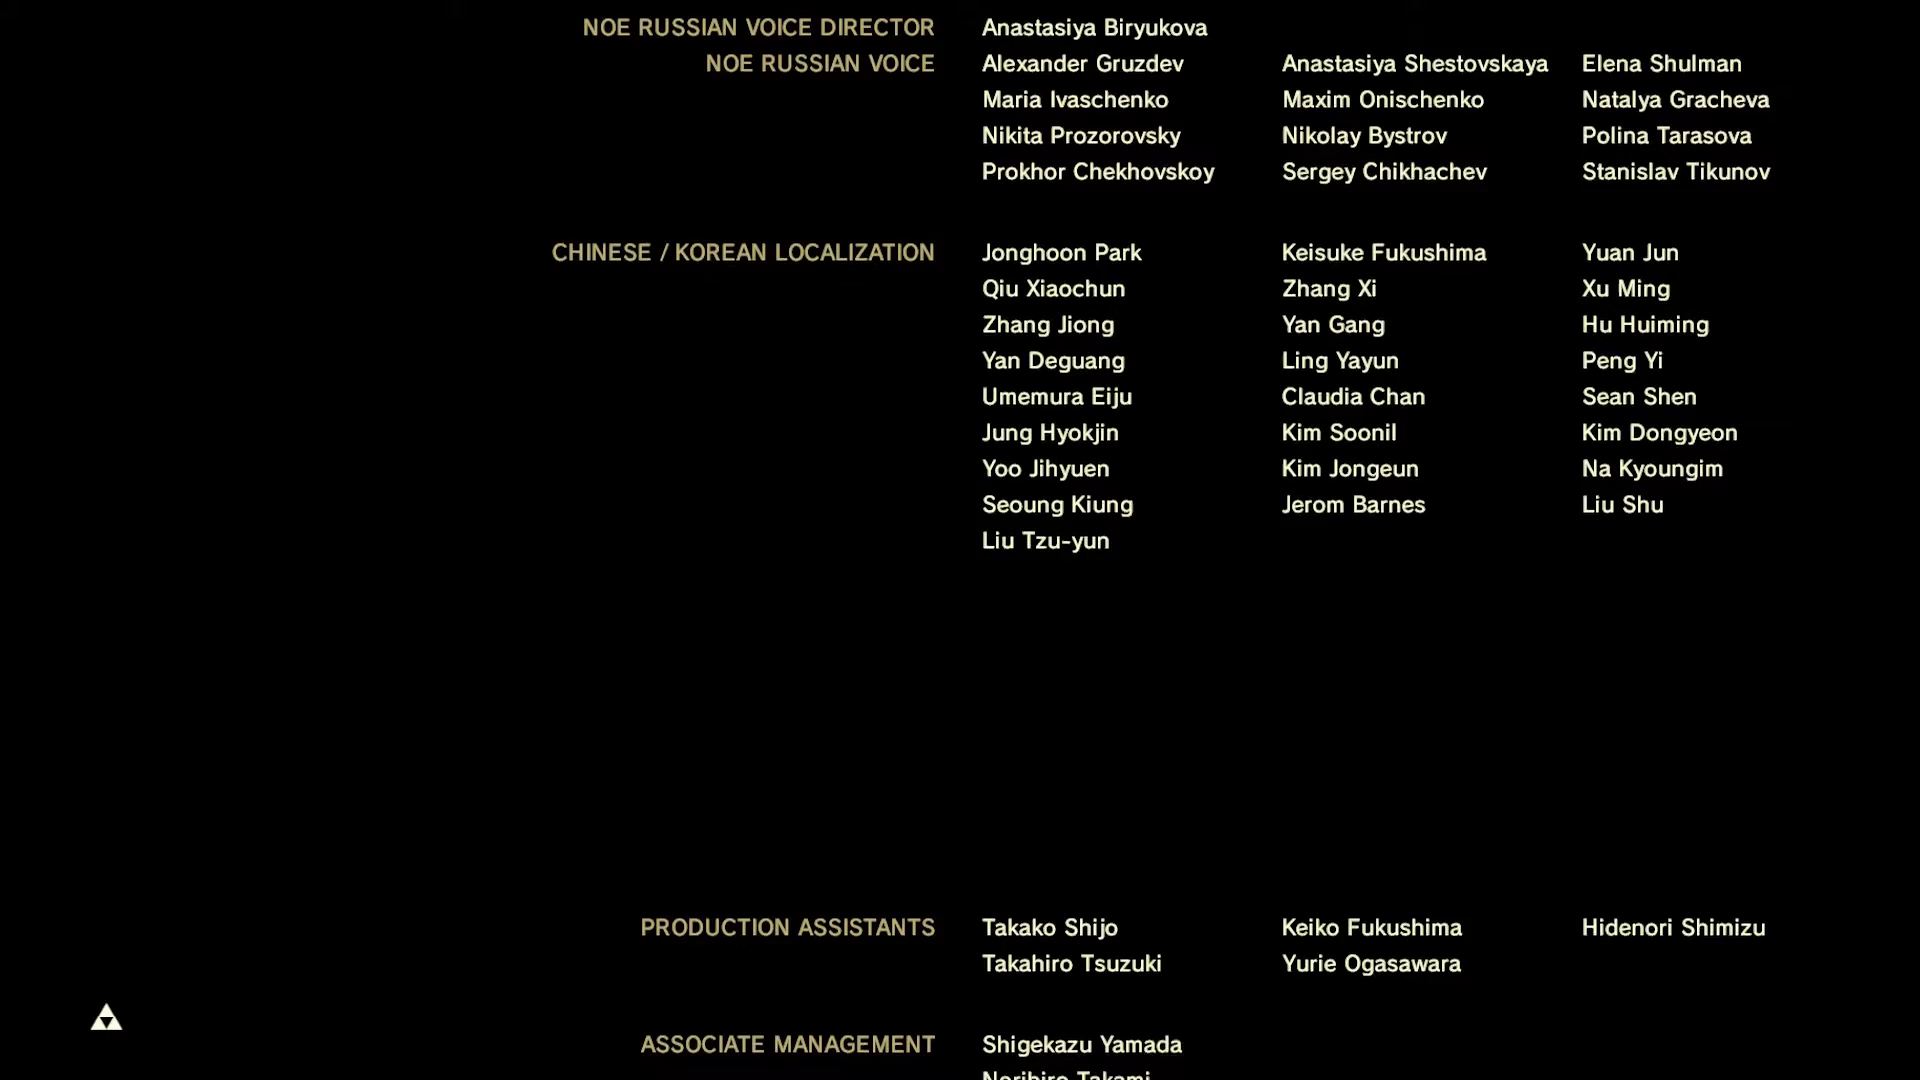 NOE RUSSIAN VOICE DIRECTOR Anastasiya Biryukova
NOE RUSSIAN VOICE Alexander Gruzdev Anastasiya Shestovskaya Elena Shulman
Maria Ivaschenko Maxim Onischenko Natalya Gracheva
Nikita Prozorovsky Nikolay Bystrov Polina Tarasova
Prokhor Chekhovskoy Sergey Chikhachev Stanislav Tikunov
CHINESE / KOREAN LOCALIZATION Jonghoon Park Keisuke Fukushima Yuan Jun
Qiu Xiaochun Zhang Xi Xu Ming
Zhang Jiong Yan Gang Hu Huiming
Yan Deguang Ling Yayun Peng Yi
Umemura Eiju Claudia Chan Sean Shen
Jung Hyokjin Kim Soonil Kim Dongyeon
Yoo Jihyuen Kim Jongeun Na Kyoungim
Seoung Kiung Jerom Barnes Liu Shu
Liu Tzu-yun
PRODUCTION ASSISTANTS Takako Shijo Keiko Fukushima Hidenori Shimizu
Takahiro Tsuzuki Yurie Ogasawara
ASSOCIATE MANAGEMENT Shigekazu Yamada
Norihiro Takami